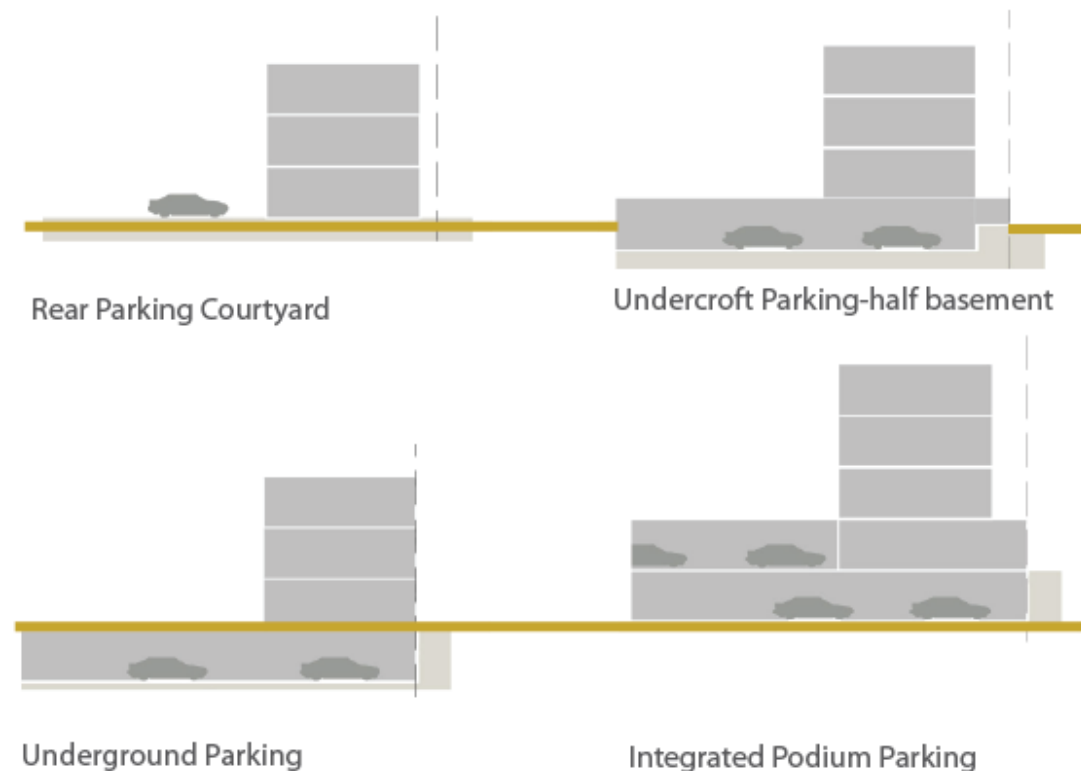 Rear Parking Courtyard
Undercroft Parking-half basement
Underground Parking
Integrated Podium Parking